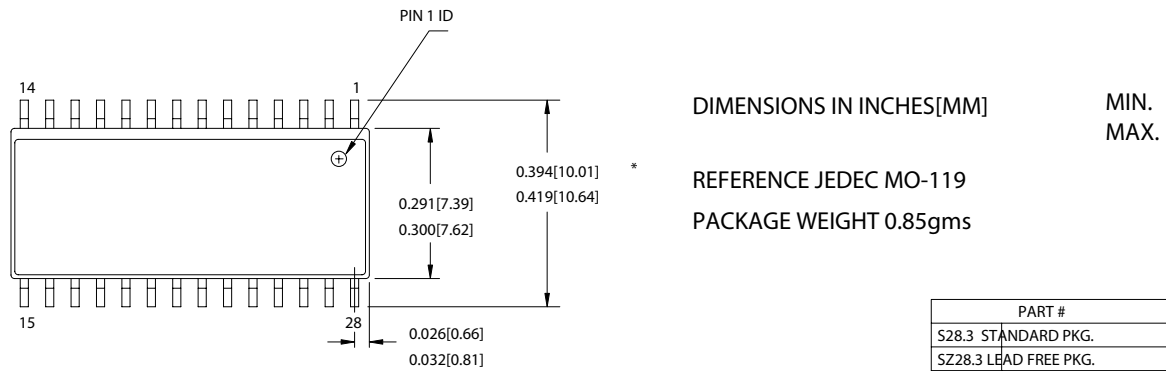 PIN 1 ID
14
1
DIMENSIONS IN INCHES[MM]
MIN.
MAX.
0.394[10.01]
*
0.419[10.64]
REFERENCE JEDEC MO-119
0.291[7.39]
0.300[7.62]
PACKAGE WEIGHT 0.85gms
15
28
0.026[0.66]
0.032[0.81]
PART #
S28.3 STANDARD PKG.
SZ28.3 LEAD FREE PKG.